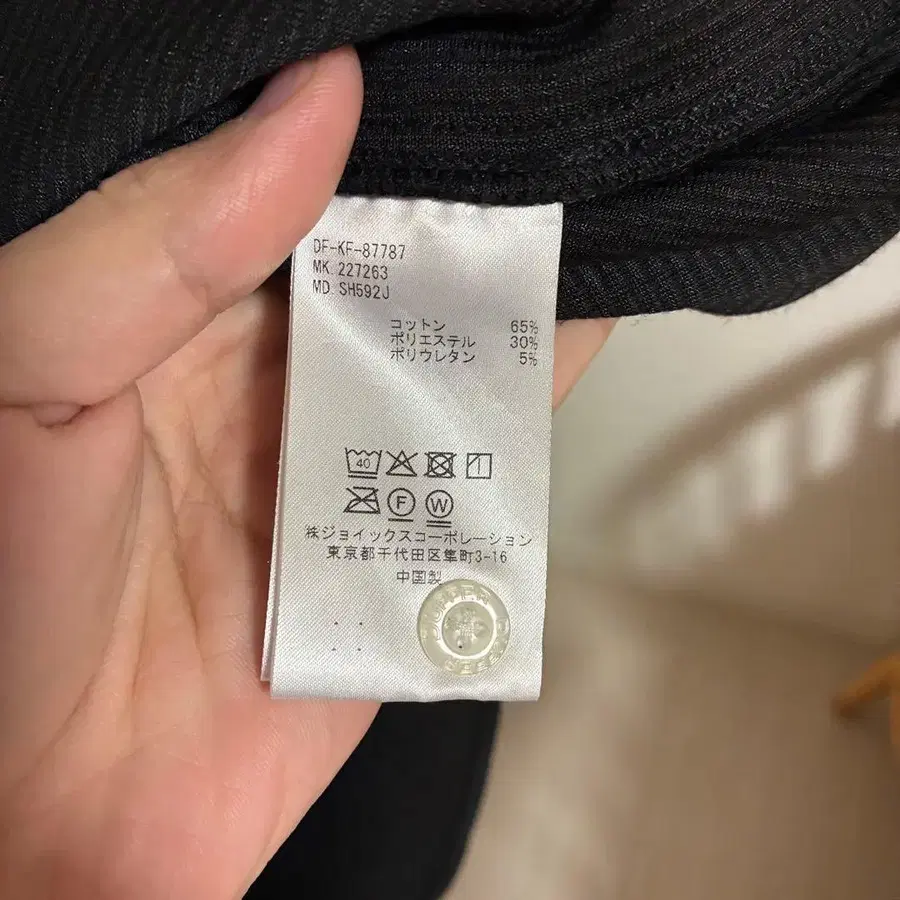 DF-KF-87787
MK. 227263
MD. SH592J
コットン 65%
ポリエステル 30%
ポリウレタン 5%
40
F W
株ジョイックスコーポレーション
東京都千代田区隼町3-16
中国製